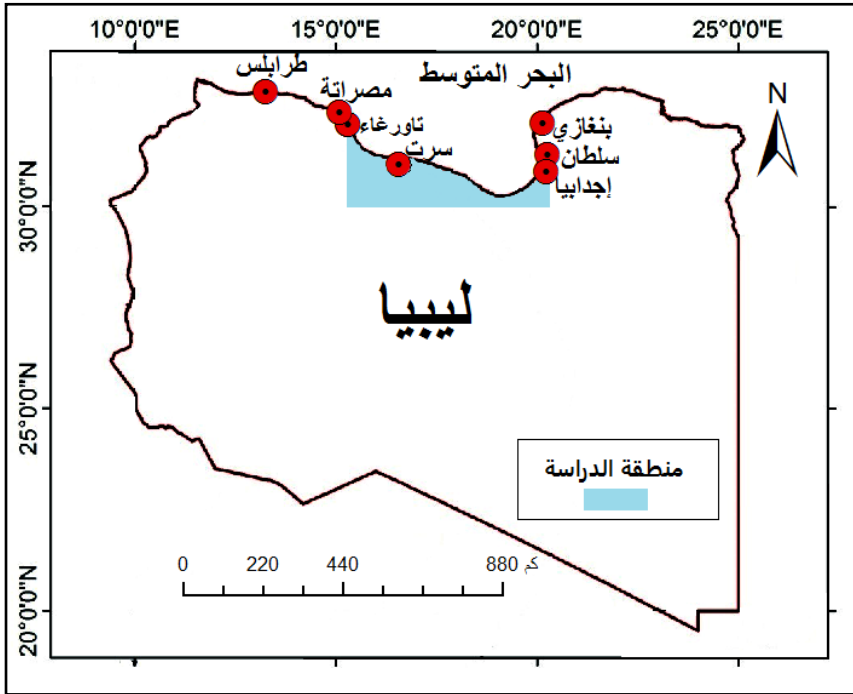 10°0'0"E 15°0'0"E 20°0'0"E 25°0'0"E
البحر المتوسط
طرابلس
مصراتة
تاورغاء
سرت
بنغازي
سلطان
إجدابيا
N
30°0'0"N
ليبيا
25°0'0"N
منطقة الدراسة
0 220 440 880 كم
20°0'0"N